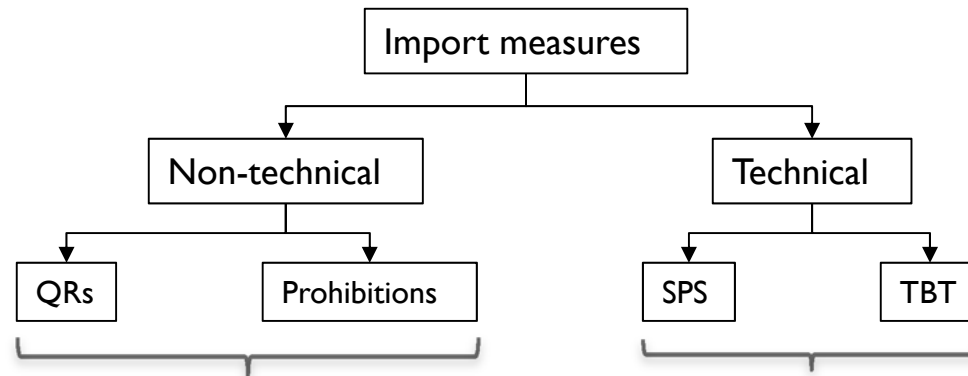 Import measures
Non-technical
Technical
QRs
Prohibitions
SPS
TBT